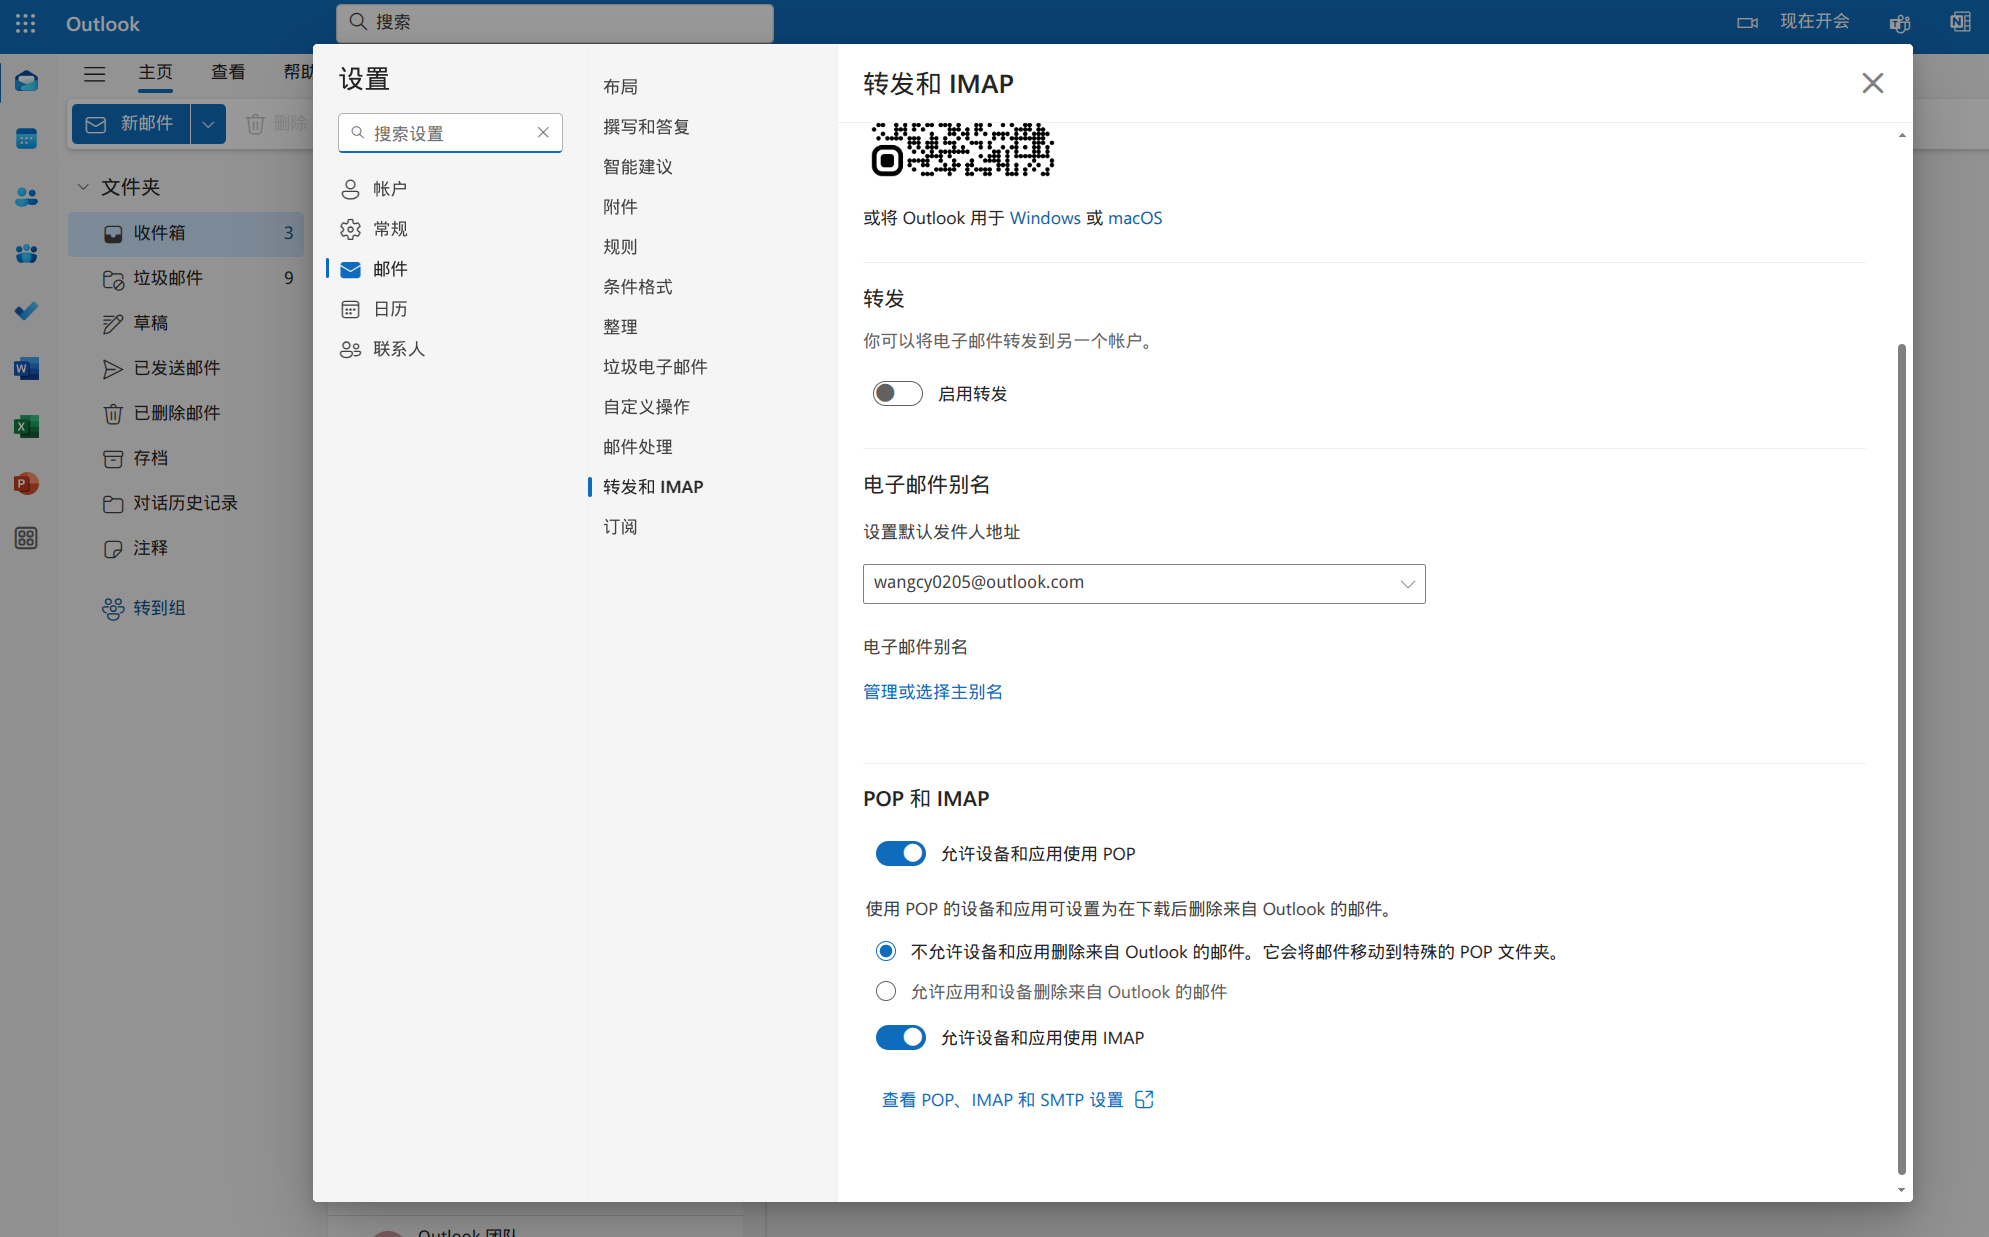 Outlook
搜索
现在开会
主页
查看
帮助
新邮件
删除
文件夹
收件箱 3
垃圾邮件 9
草稿
已发送邮件
已删除邮件
存档
对话历史记录
注释
转到组
设置
搜索设置
帐户
常规
邮件
日历
联系人
布局
撰写和答复
智能建议
附件
规则
条件格式
整理
垃圾电子邮件
自定义操作
邮件处理
转发和 IMAP
订阅
转发和 IMAP
或将 Outlook 用于 Windows 或 macOS
转发
你可以将电子邮件转发到另一个帐户。
启用转发
电子邮件别名
设置默认发件人地址
wangcy0205@outlook.com
电子邮件别名
管理或选择主别名
POP 和 IMAP
允许设备和应用使用 POP
使用 POP 的设备和应用可设置为在下载后删除来自 Outlook 的邮件。
不允许设备和应用删除来自 Outlook 的邮件。它会将邮件移动到特殊的 POP 文件夹。
允许应用和设备删除来自 Outlook 的邮件
允许设备和应用使用 IMAP
查看 POP、IMAP 和 SMTP 设置
Outlook 团队